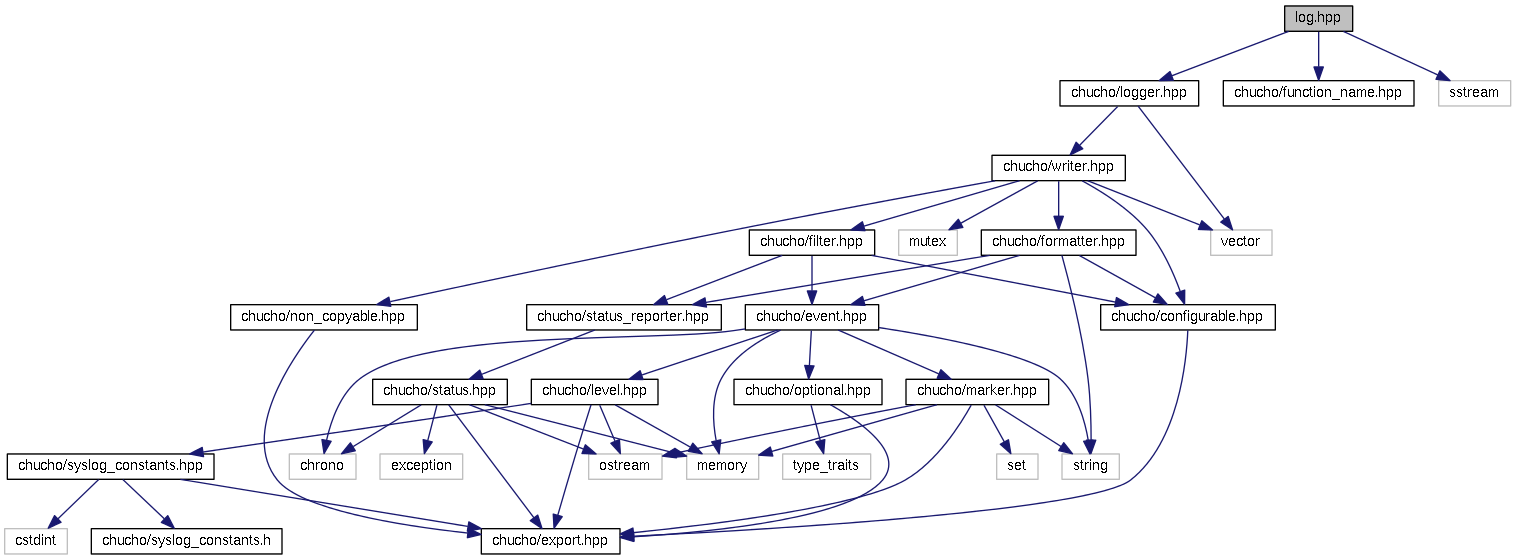 log.hpp
chucho/logger.hpp
chucho/function_name.hpp
sstream
chucho/writer.hpp
chucho/filter.hpp
mutex
chucho/formatter.hpp
vector
chucho/non_copyable.hpp
chucho/status_reporter.hpp
chucho/event.hpp
chucho/configurable.hpp
chucho/status.hpp
chucho/level.hpp
chucho/optional.hpp
chucho/marker.hpp
chucho/syslog_constants.hpp
chrono
exception
ostream
memory
type_traits
set
string
cstdint
chucho/syslog_constants.h
chucho/export.hpp